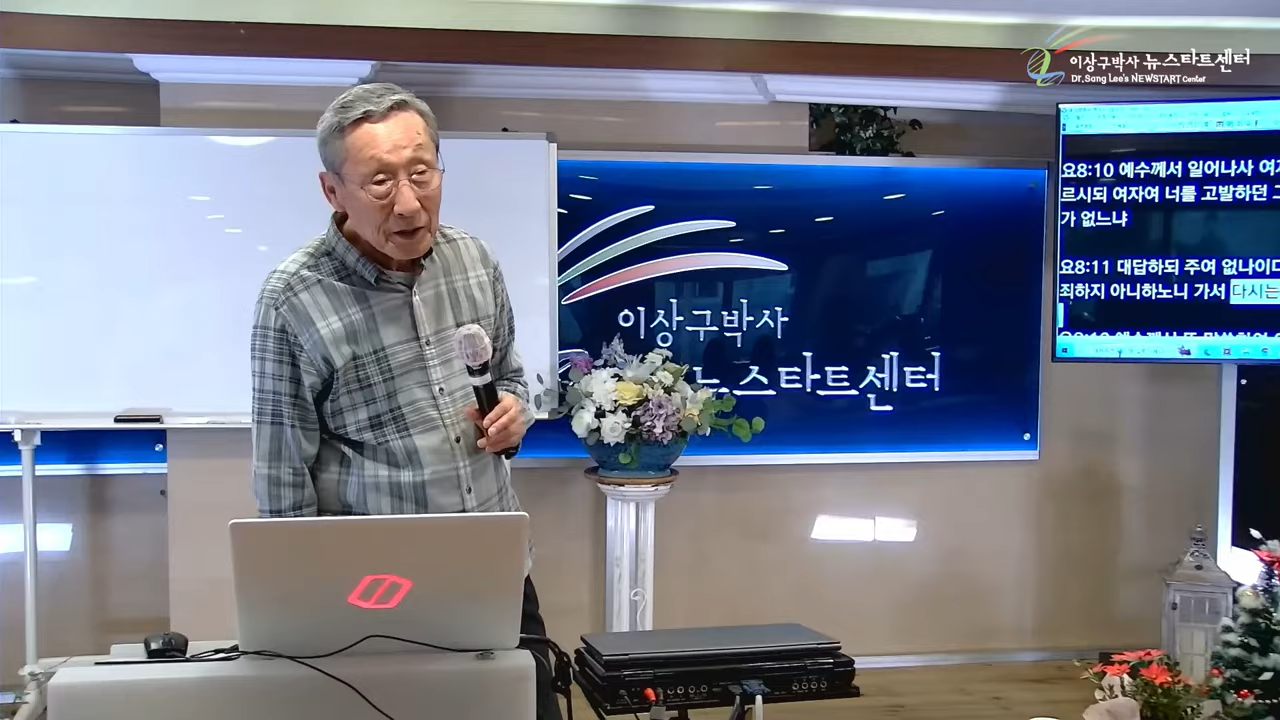 이상구박사 뉴스타트센터
Dr. Sang Lee's NEWSTART Center
요8:10 예수께서 일어나사
르시되 여자여 너를 고발하던
가 없느냐
요8:11 대답하되 주여 없나이다
죄하지 아니하노니 가서 다시는
이상구박사
뉴스타트센터